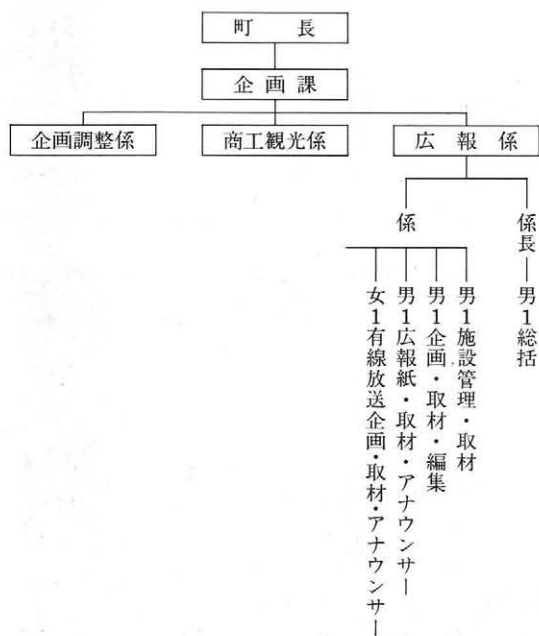 町長
企画課
企画調整係
商工観光係
広報係
係長―男1総括
係
男1施設管理・取材
男1企画・取材・編集
男1広報紙・取材・アナウンサー
女1有線放送企画・取材・アナウンサー